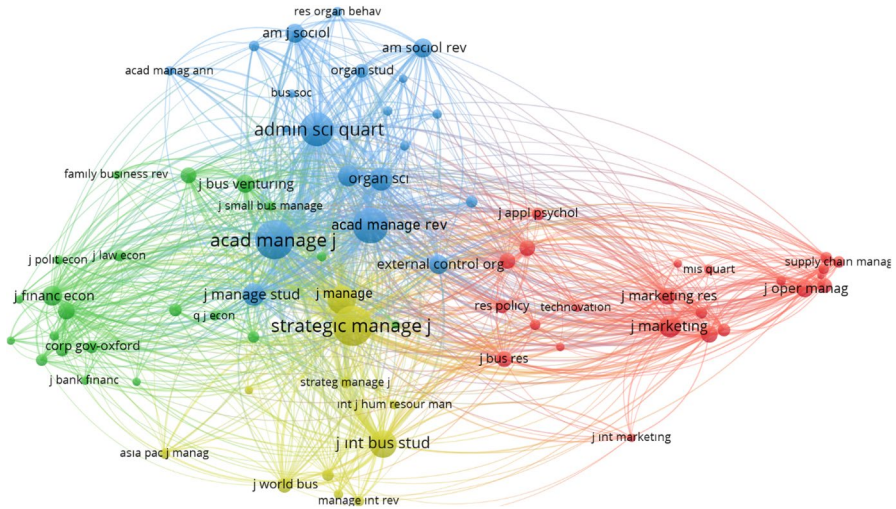 res organ behav
am j sociol
am sociol rev
acad manag ann
organ stud
bus soc
admin sci quart
family business rev
j bus venturing
organ sci
j small bus manage
acad manage rev
j appl psychol
acad manage j
j polit econ
j law econ
external control org
supply chain manag
mis quart
j financ econ
j manage stud
j manage
j marketing res
j oper manag
q j econ
res policy
technovation
strategic manage j
j marketing
corp gov-oxford
j bus res
j bank financ
strateg manage j
int j hum resour man
j int bus stud
j int marketing
asia pac j manag
j world bus
manage int rev